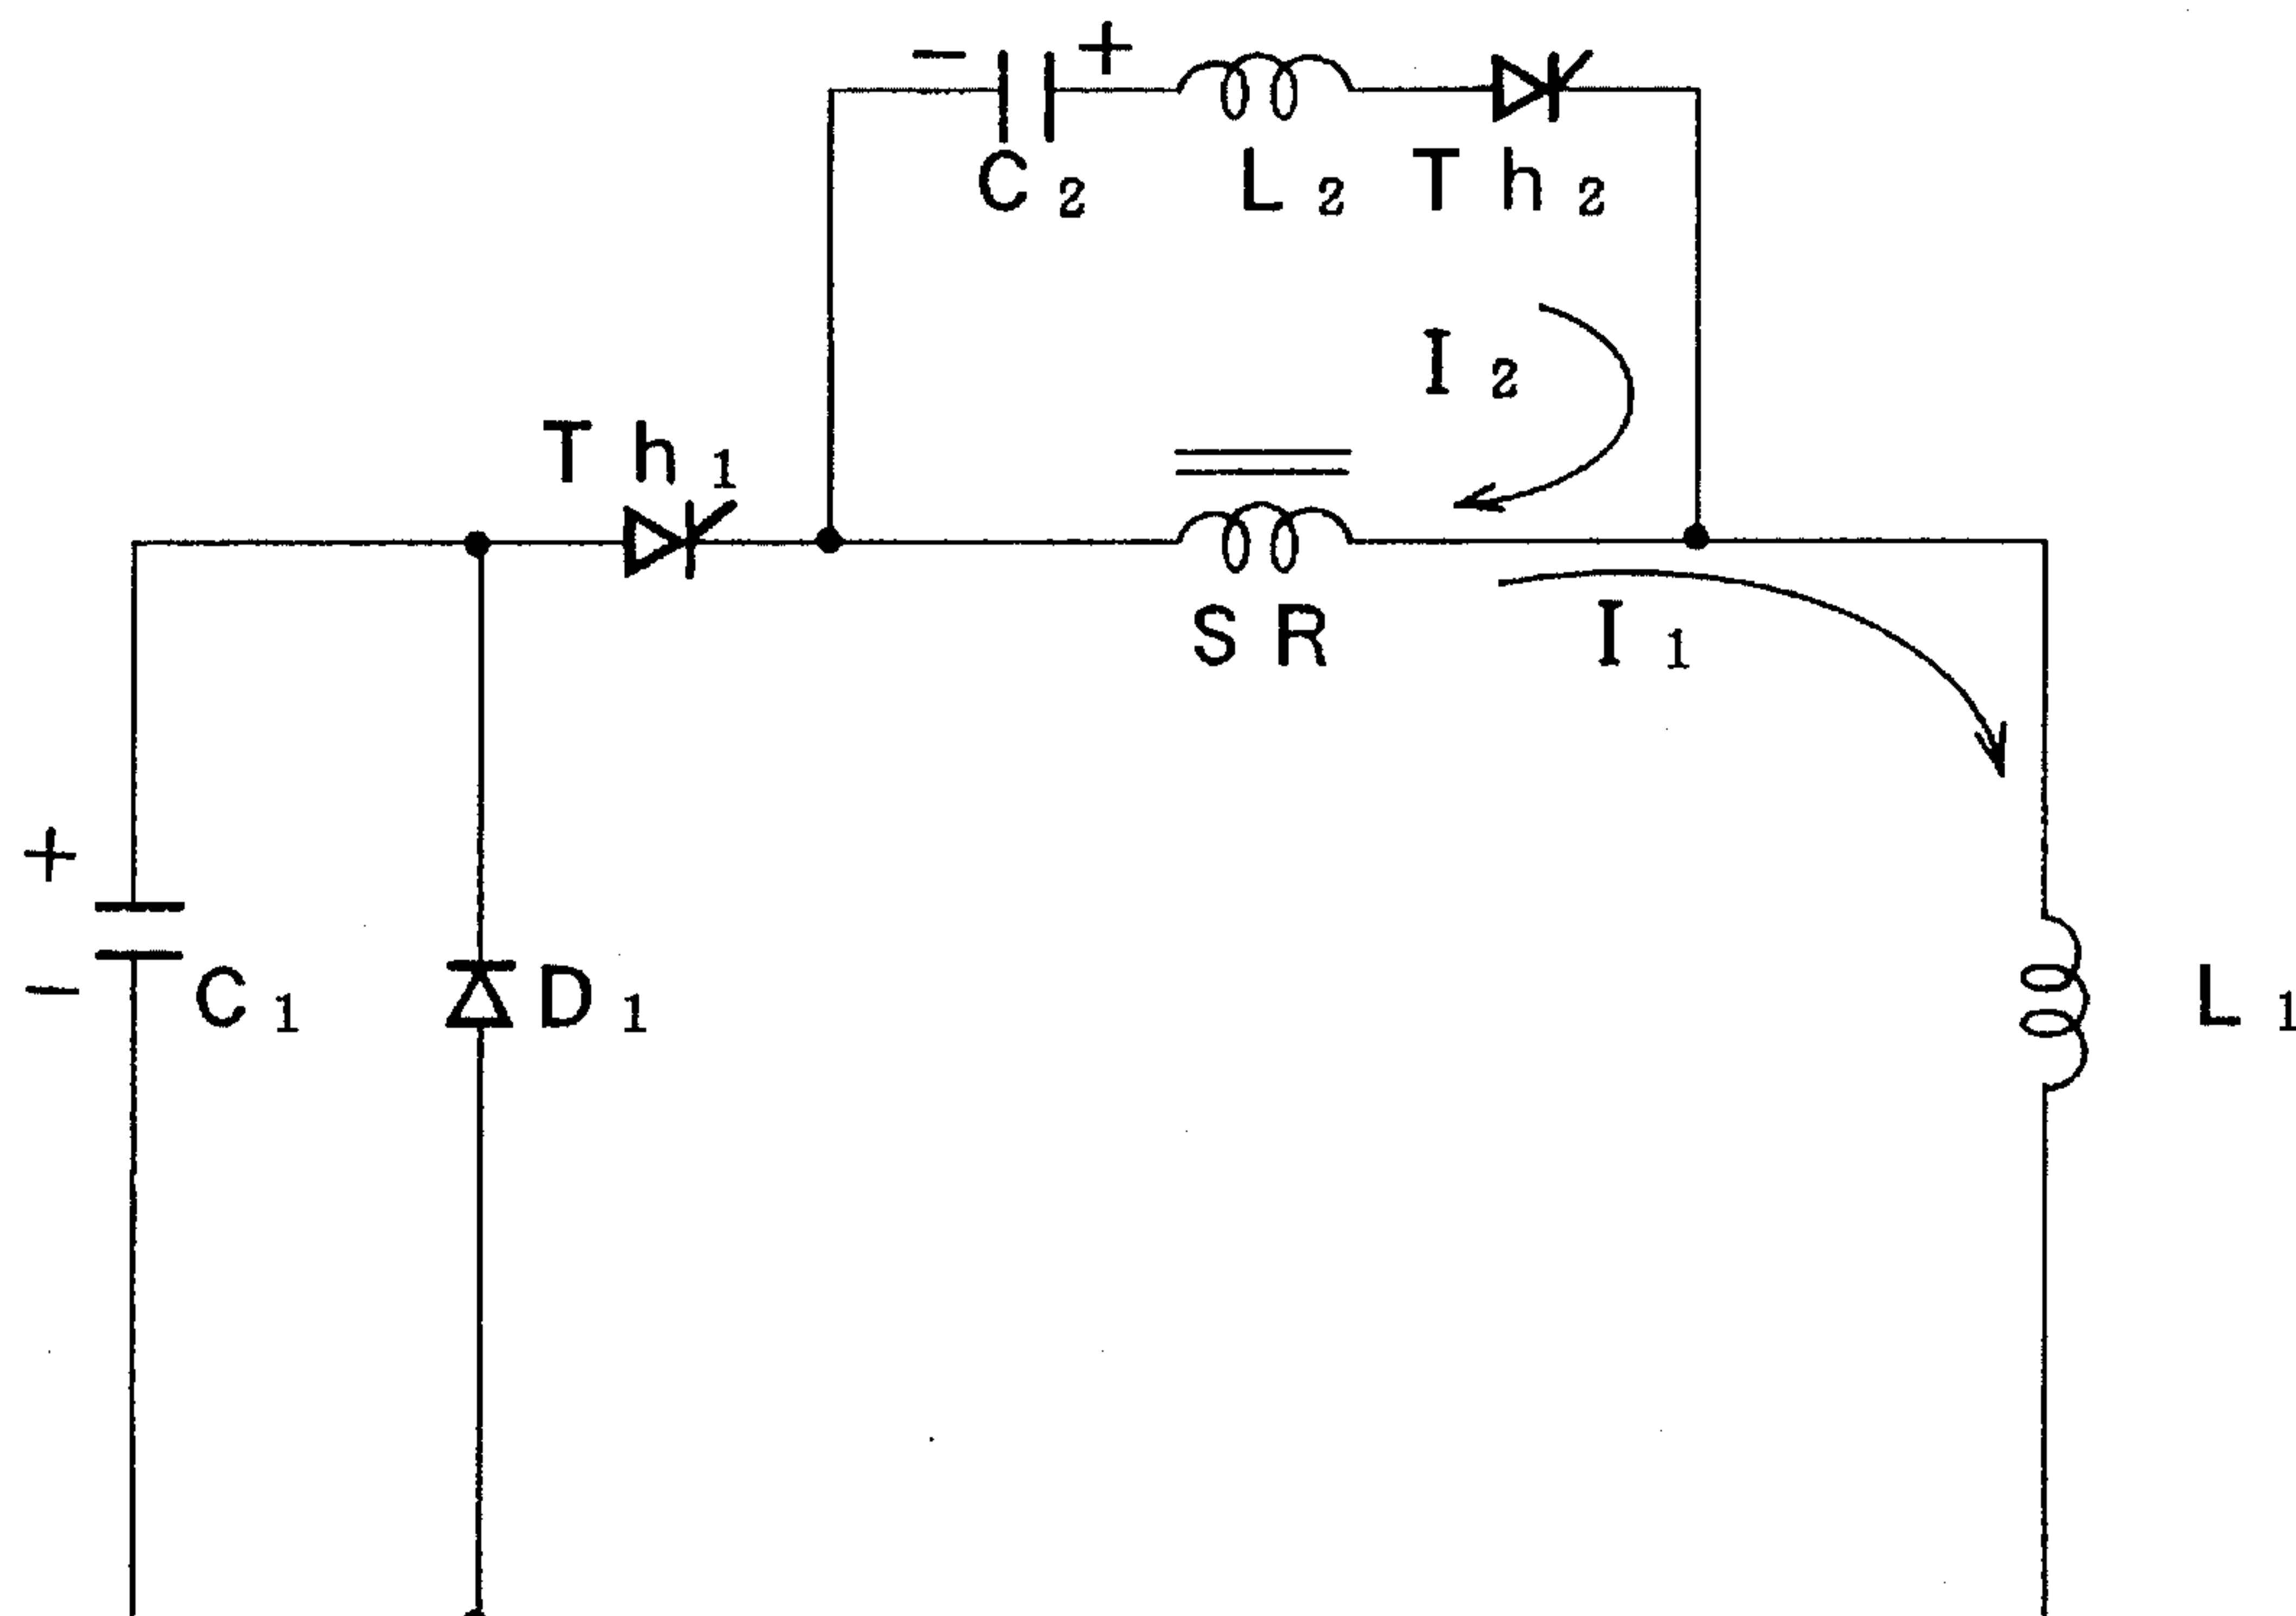 − +
C₂ L₂ Th₂
I₂
Th₁
SR I₁
+
−
C₁ D₁ L₁